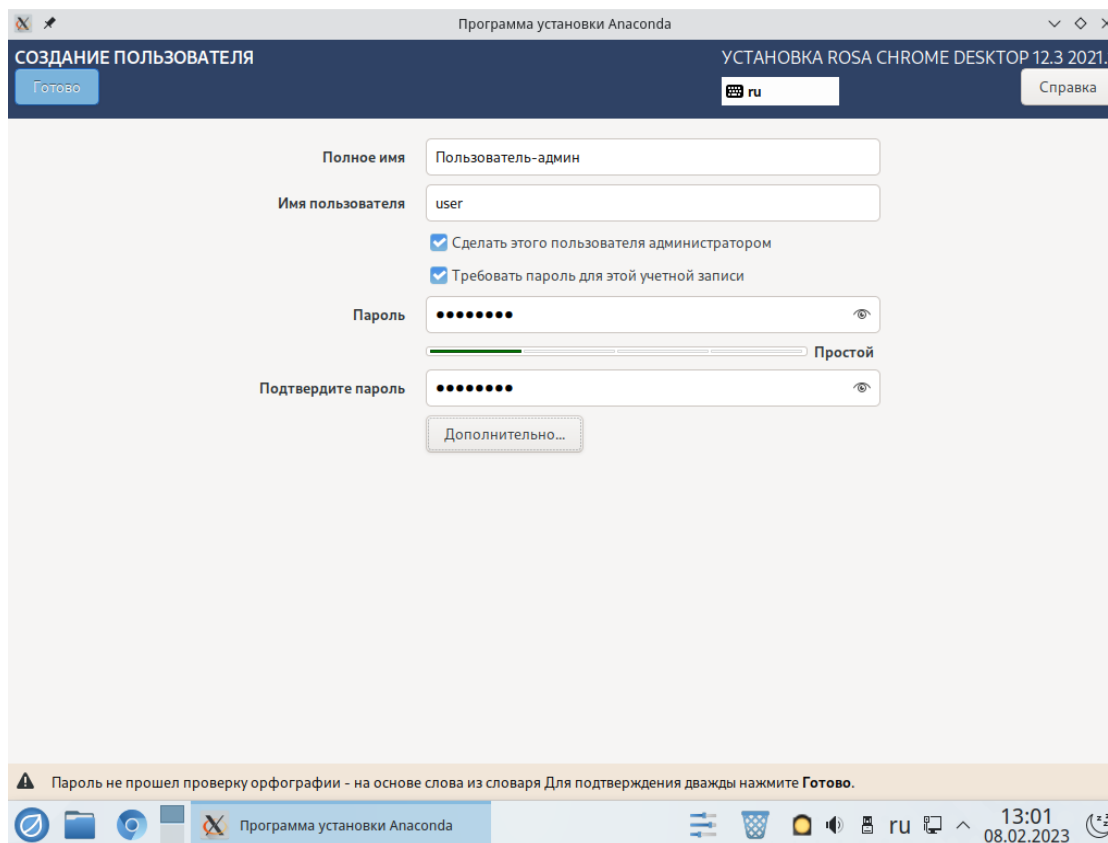 Программа установки Anaconda
СОЗДАНИЕ ПОЛЬЗОВАТЕЛЯ
УСТАНОВКА ROSA CHROME DESKTOP 12.3 2021.
Готово
ru
Справка
Полное имя
Пользователь-админ
Имя пользователя
user
Сделать этого пользователя администратором
Требовать пароль для этой учетной записи
Пароль
••••••••
Простой
Подтвердите пароль
••••••••
Дополнительно...
Пароль не прошел проверку орфографии - на основе слова из словаря Для подтверждения дважды нажмите Готово.
Программа установки Anaconda
ru
13:01
08.02.2023